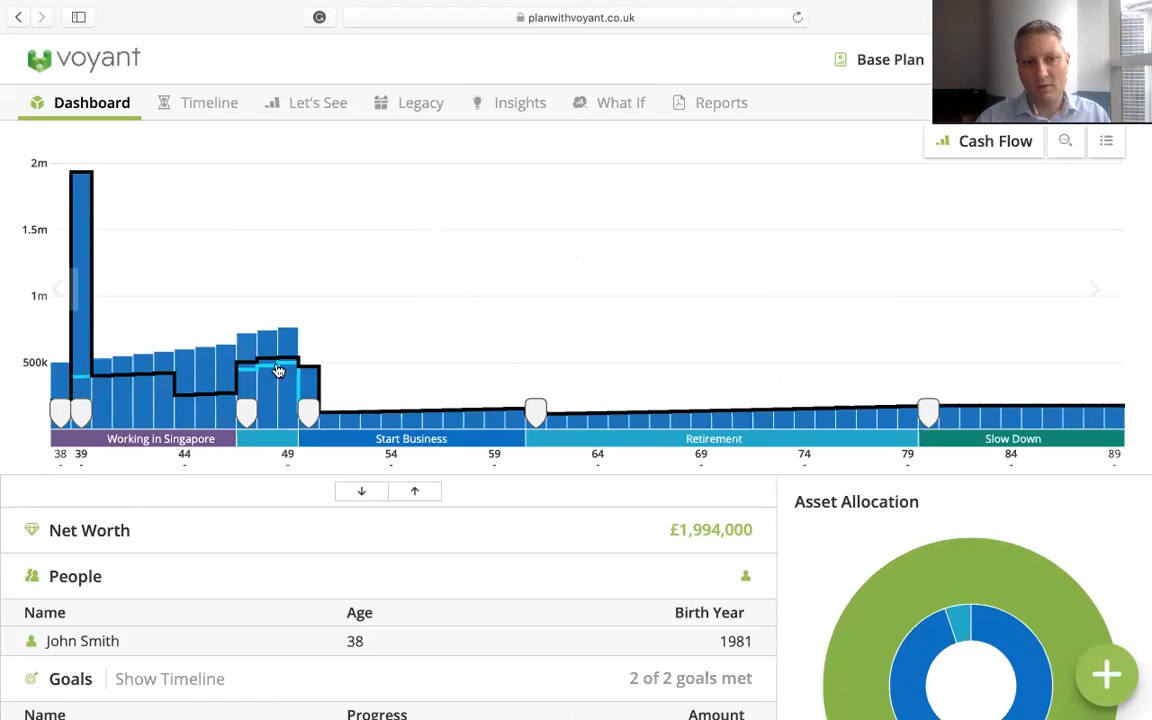 planwithvoyant.co.uk
voyant
Base Plan
Dashboard Timeline Let's See Legacy Insights What If Reports
Cash Flow
2m
1.5m
1m
500k
Working in Singapore Start Business Retirement Slow Down
38 39 44 49 54 59 64 69 74 79 84 89
Net Worth £1,994,000
Asset Allocation
People
Name Age Birth Year
John Smith 38 1981
Goals Show Timeline 2 of 2 goals met
Name Progress Amount